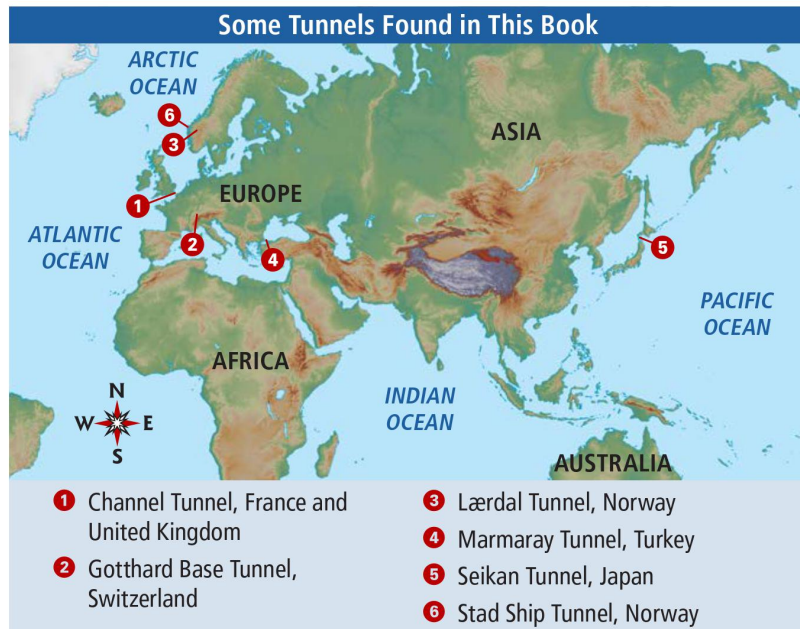 Some Tunnels Found in This Book
ARCTIC
OCEAN
6
3
ASIA
1
EUROPE
ATLANTIC
OCEAN
2
4
5
PACIFIC
OCEAN
AFRICA
INDIAN
OCEAN
N
W E
S
AUSTRALIA
1 Channel Tunnel, France and
United Kingdom
2 Gotthard Base Tunnel,
Switzerland
3 Lærdal Tunnel, Norway
4 Marmaray Tunnel, Turkey
5 Seikan Tunnel, Japan
6 Stad Ship Tunnel, Norway